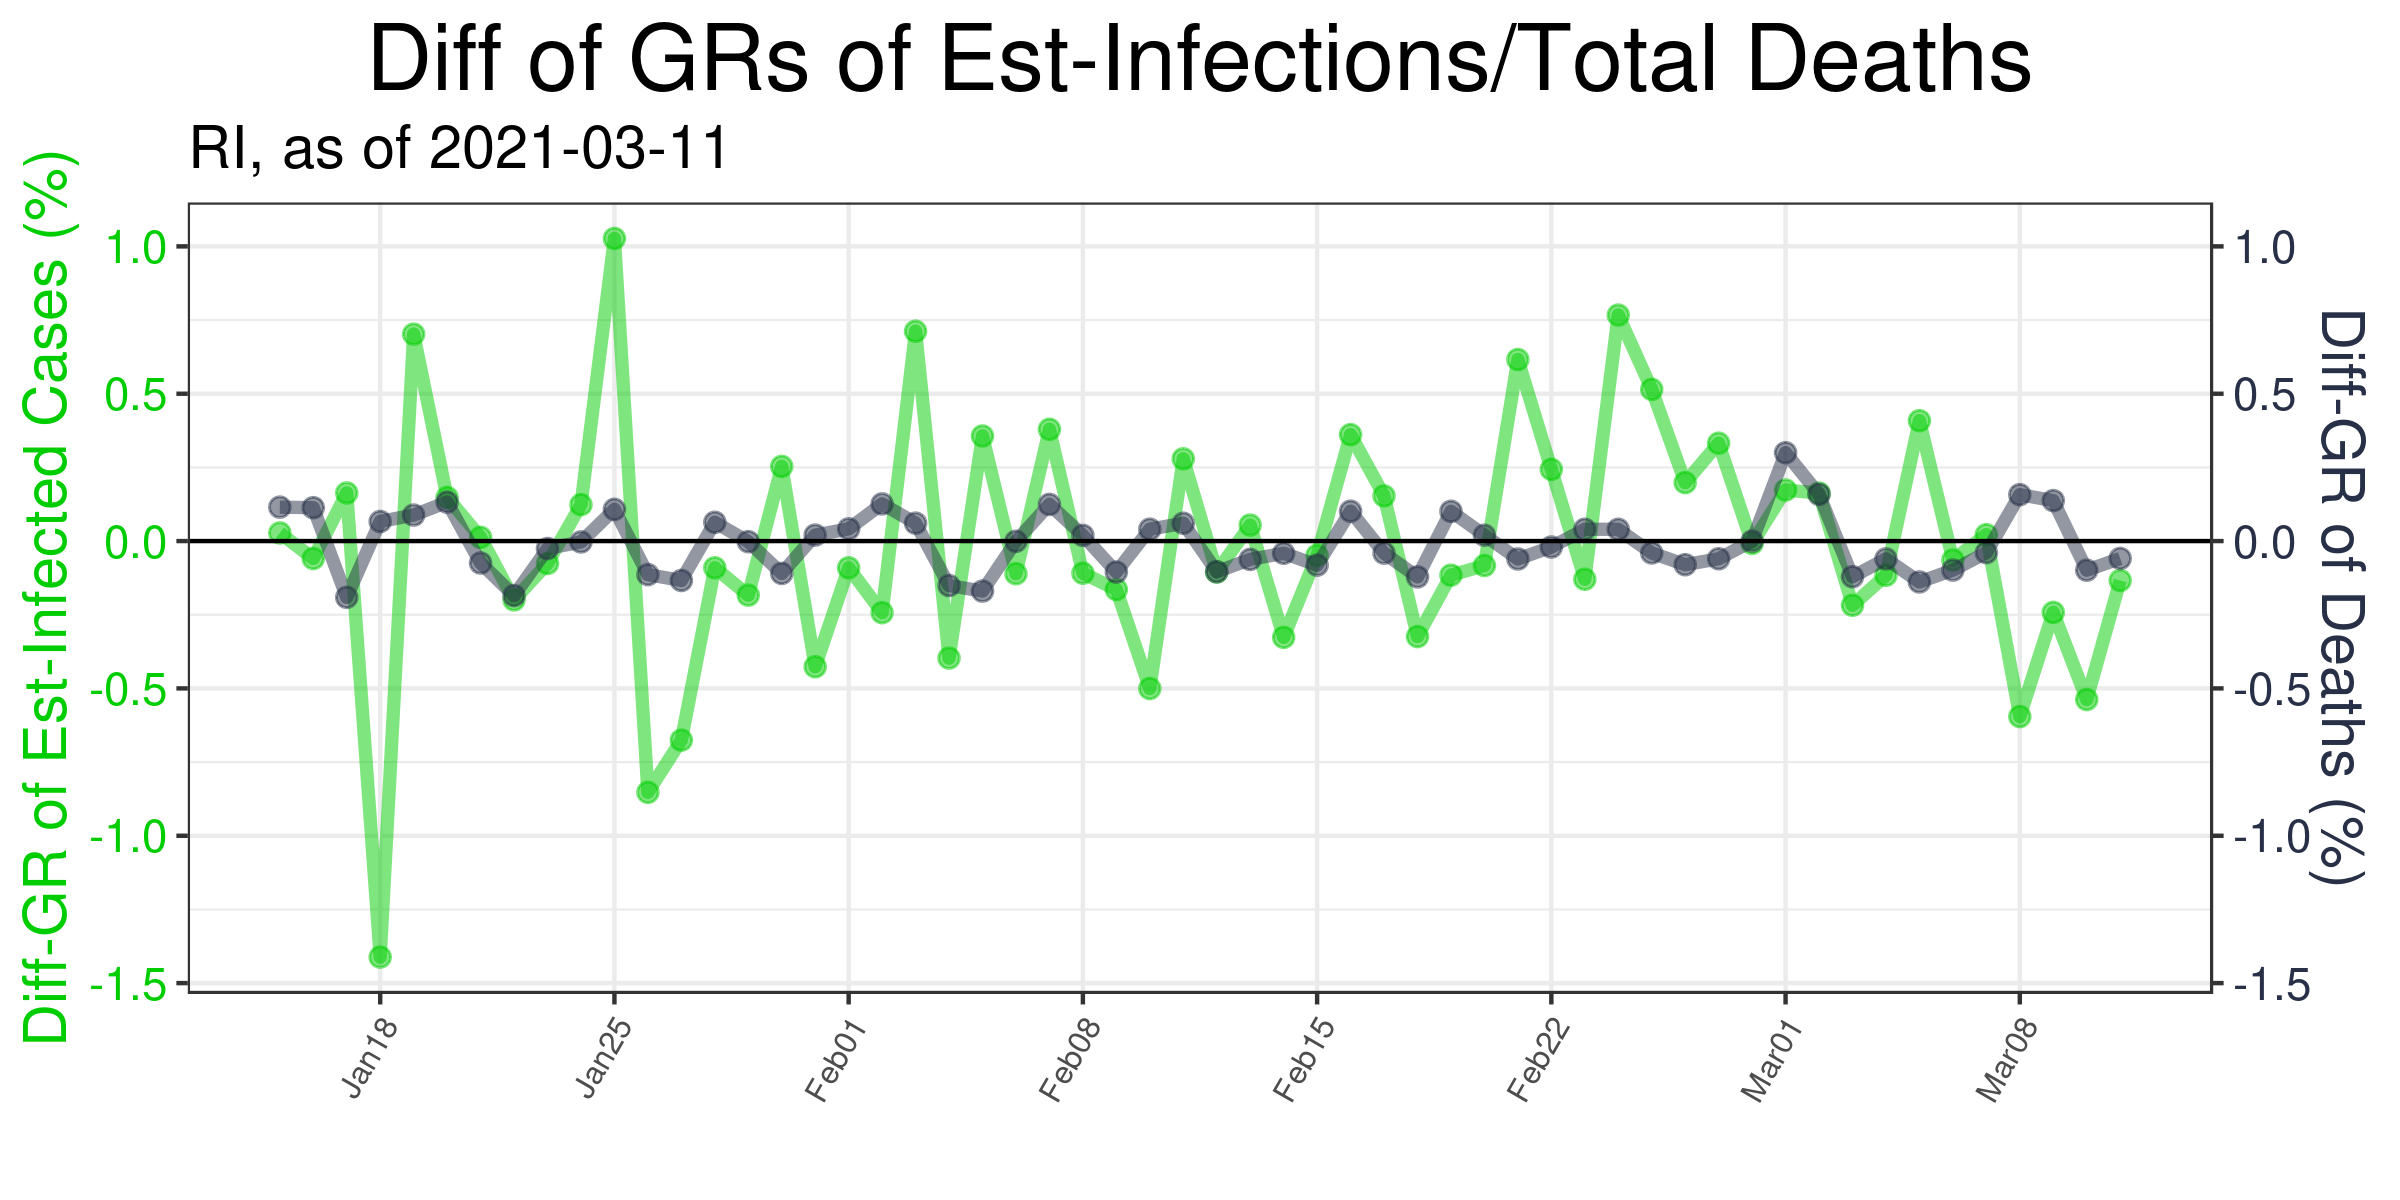 Diff of GRs of Est-Infections/Total Deaths
RI, as of 2021-03-11
Diff-GR of Est-Infected Cases (%)
1.0
0.5
0.0
-0.5
-1.0
-1.5
1.0
0.5
0.0
-0.5
-1.0
-1.5
Diff-GR of Deaths (%)
Jan18
Jan25
Feb01
Feb08
Feb15
Feb22
Mar01
Mar08